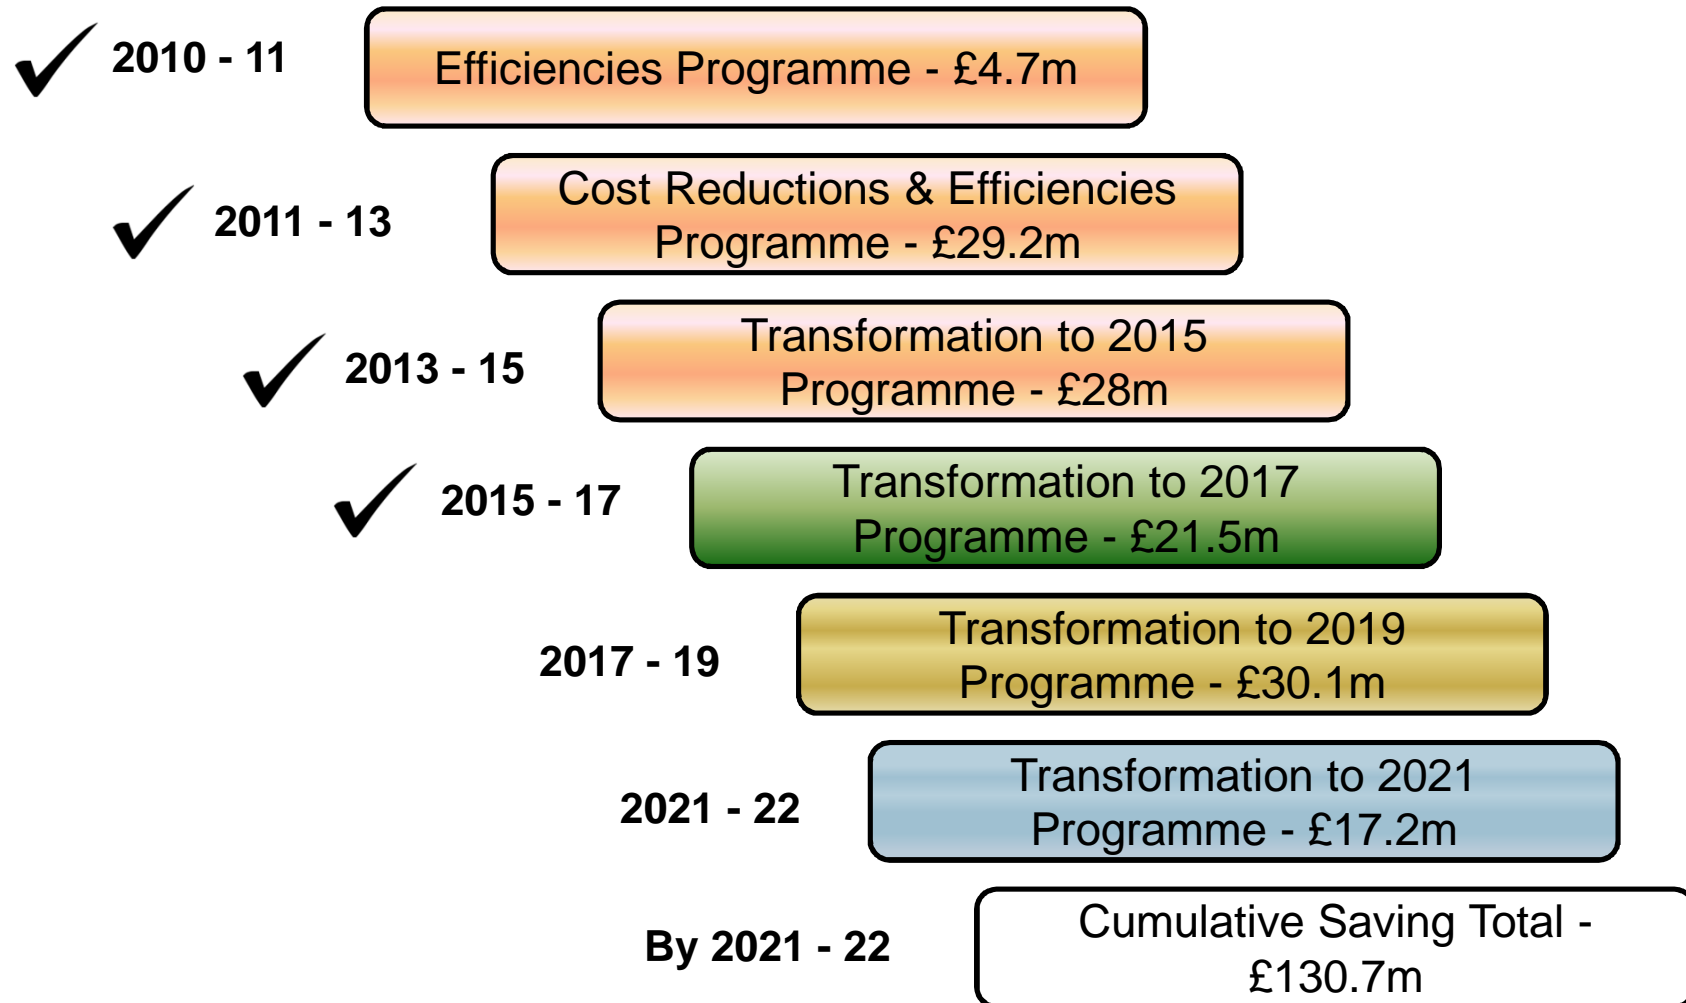 2010 - 11
Efficiencies Programme - £4.7m
2011 - 13
Cost Reductions & Efficiencies
Programme - £29.2m
2013 - 15
Transformation to 2015
Programme - £28m
2015 - 17
Transformation to 2017
Programme - £21.5m
2017 - 19
Transformation to 2019
Programme - £30.1m
2021 - 22
Transformation to 2021
Programme - £17.2m
By 2021 - 22
Cumulative Saving Total -
£130.7m